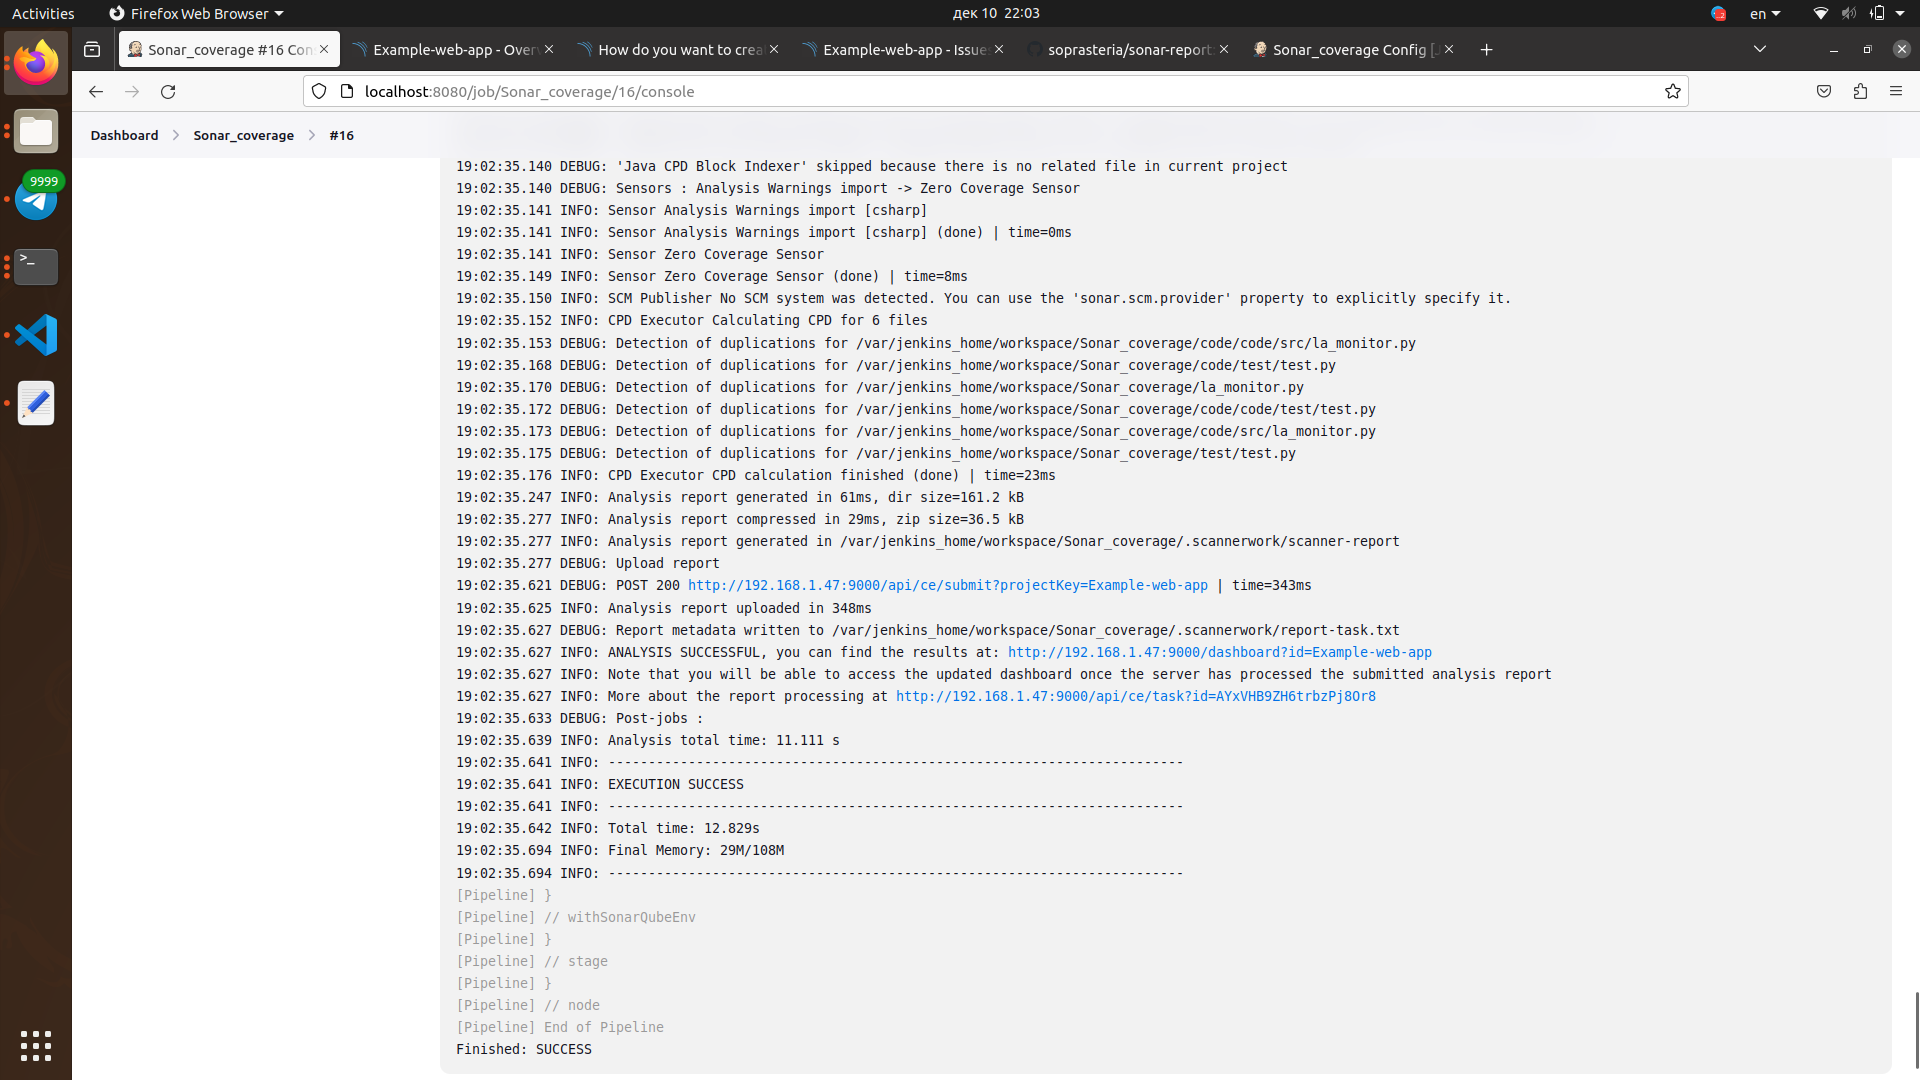 Activities
Firefox Web Browser
дек 10 22:03
en
Sonar_coverage #16 Con
Example-web-app - Over
How do you want to crea
Example-web-app - Issue
soprasteria/sonar-report
Sonar_coverage Config [J
localhost:8080/job/Sonar_coverage/16/console
Dashboard
Sonar_coverage
#16
9999
19:02:35.140 DEBUG: 'Java CPD Block Indexer' skipped because there is no related file in current project
19:02:35.140 DEBUG: Sensors : Analysis Warnings import -> Zero Coverage Sensor
19:02:35.141 INFO: Sensor Analysis Warnings import [csharp]
19:02:35.141 INFO: Sensor Analysis Warnings import [csharp] (done) | time=0ms
19:02:35.141 INFO: Sensor Zero Coverage Sensor
19:02:35.149 INFO: Sensor Zero Coverage Sensor (done) | time=8ms
19:02:35.150 INFO: SCM Publisher No SCM system was detected. You can use the 'sonar.scm.provider' property to explicitly specify it.
19:02:35.152 INFO: CPD Executor Calculating CPD for 6 files
19:02:35.153 DEBUG: Detection of duplications for /var/jenkins_home/workspace/Sonar_coverage/code/code/src/la_monitor.py
19:02:35.168 DEBUG: Detection of duplications for /var/jenkins_home/workspace/Sonar_coverage/code/test/test.py
19:02:35.170 DEBUG: Detection of duplications for /var/jenkins_home/workspace/Sonar_coverage/la_monitor.py
19:02:35.172 DEBUG: Detection of duplications for /var/jenkins_home/workspace/Sonar_coverage/code/code/test/test.py
19:02:35.173 DEBUG: Detection of duplications for /var/jenkins_home/workspace/Sonar_coverage/code/src/la_monitor.py
19:02:35.175 DEBUG: Detection of duplications for /var/jenkins_home/workspace/Sonar_coverage/test/test.py
19:02:35.176 INFO: CPD Executor CPD calculation finished (done) | time=23ms
19:02:35.247 INFO: Analysis report generated in 61ms, dir size=161.2 kB
19:02:35.277 INFO: Analysis report compressed in 29ms, zip size=36.5 kB
19:02:35.277 INFO: Analysis report generated in /var/jenkins_home/workspace/Sonar_coverage/.scannerwork/scanner-report
19:02:35.277 DEBUG: Upload report
19:02:35.621 DEBUG: POST 200 http://192.168.1.47:9000/api/ce/submit?projectKey=Example-web-app | time=343ms
19:02:35.625 INFO: Analysis report uploaded in 348ms
19:02:35.627 DEBUG: Report metadata written to /var/jenkins_home/workspace/Sonar_coverage/.scannerwork/report-task.txt
19:02:35.627 INFO: ANALYSIS SUCCESSFUL, you can find the results at: http://192.168.1.47:9000/dashboard?id=Example-web-app
19:02:35.627 INFO: Note that you will be able to access the updated dashboard once the server has processed the submitted analysis report
19:02:35.627 INFO: More about the report processing at http://192.168.1.47:9000/api/ce/task?id=AYxVHB9ZH6trbzPj8Or8
19:02:35.633 DEBUG: Post-jobs :
19:02:35.639 INFO: Analysis total time: 11.111 s
19:02:35.641 INFO: ------------------------------------------------------------------------
19:02:35.641 INFO: EXECUTION SUCCESS
19:02:35.641 INFO: ------------------------------------------------------------------------
19:02:35.642 INFO: Total time: 12.829s
19:02:35.694 INFO: Final Memory: 29M/108M
19:02:35.694 INFO: ------------------------------------------------------------------------
[Pipeline] }
[Pipeline] // withSonarQubeEnv
[Pipeline] }
[Pipeline] // stage
[Pipeline] }
[Pipeline] // node
[Pipeline] End of Pipeline
Finished: SUCCESS